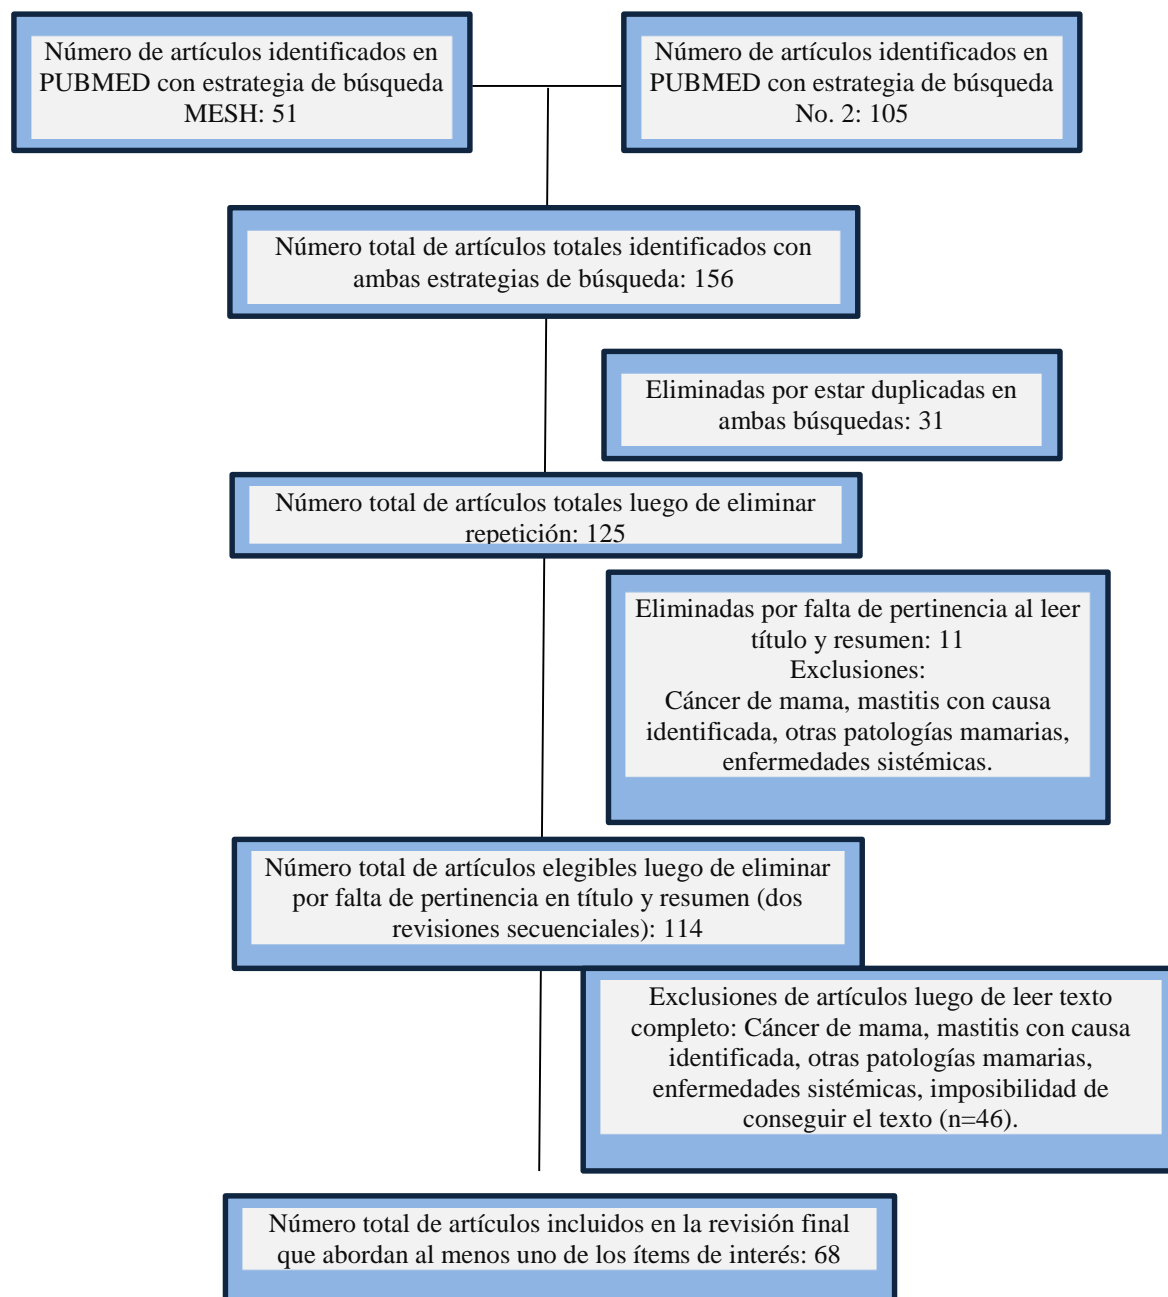 Número de artículos identificados en
PUBMED con estrategia de búsqueda
MESH: 51
Número de artículos identificados en
PUBMED con estrategia de búsqueda
No. 2: 105
Número total de artículos totales identificados con
ambas estrategias de búsqueda: 156
Eliminadas por estar duplicadas en
ambas búsquedas: 31
Número total de artículos totales luego de eliminar
repetición: 125
Eliminadas por falta de pertinencia al leer
título y resumen: 11
Exclusiones:
Cáncer de mama, mastitis con causa
identificada, otras patologías mamarias,
enfermedades sistémicas.
Número total de artículos elegibles luego de eliminar
por falta de pertinencia en título y resumen (dos
revisiones secuenciales): 114
Exclusiones de artículos luego de leer texto
completo: Cáncer de mama, mastitis con causa
identificada, otras patologías mamarias,
enfermedades sistémicas, imposibilidad de
conseguir el texto (n=46).
Número total de artículos incluidos en la revisión final
que abordan al menos uno de los ítems de interés: 68